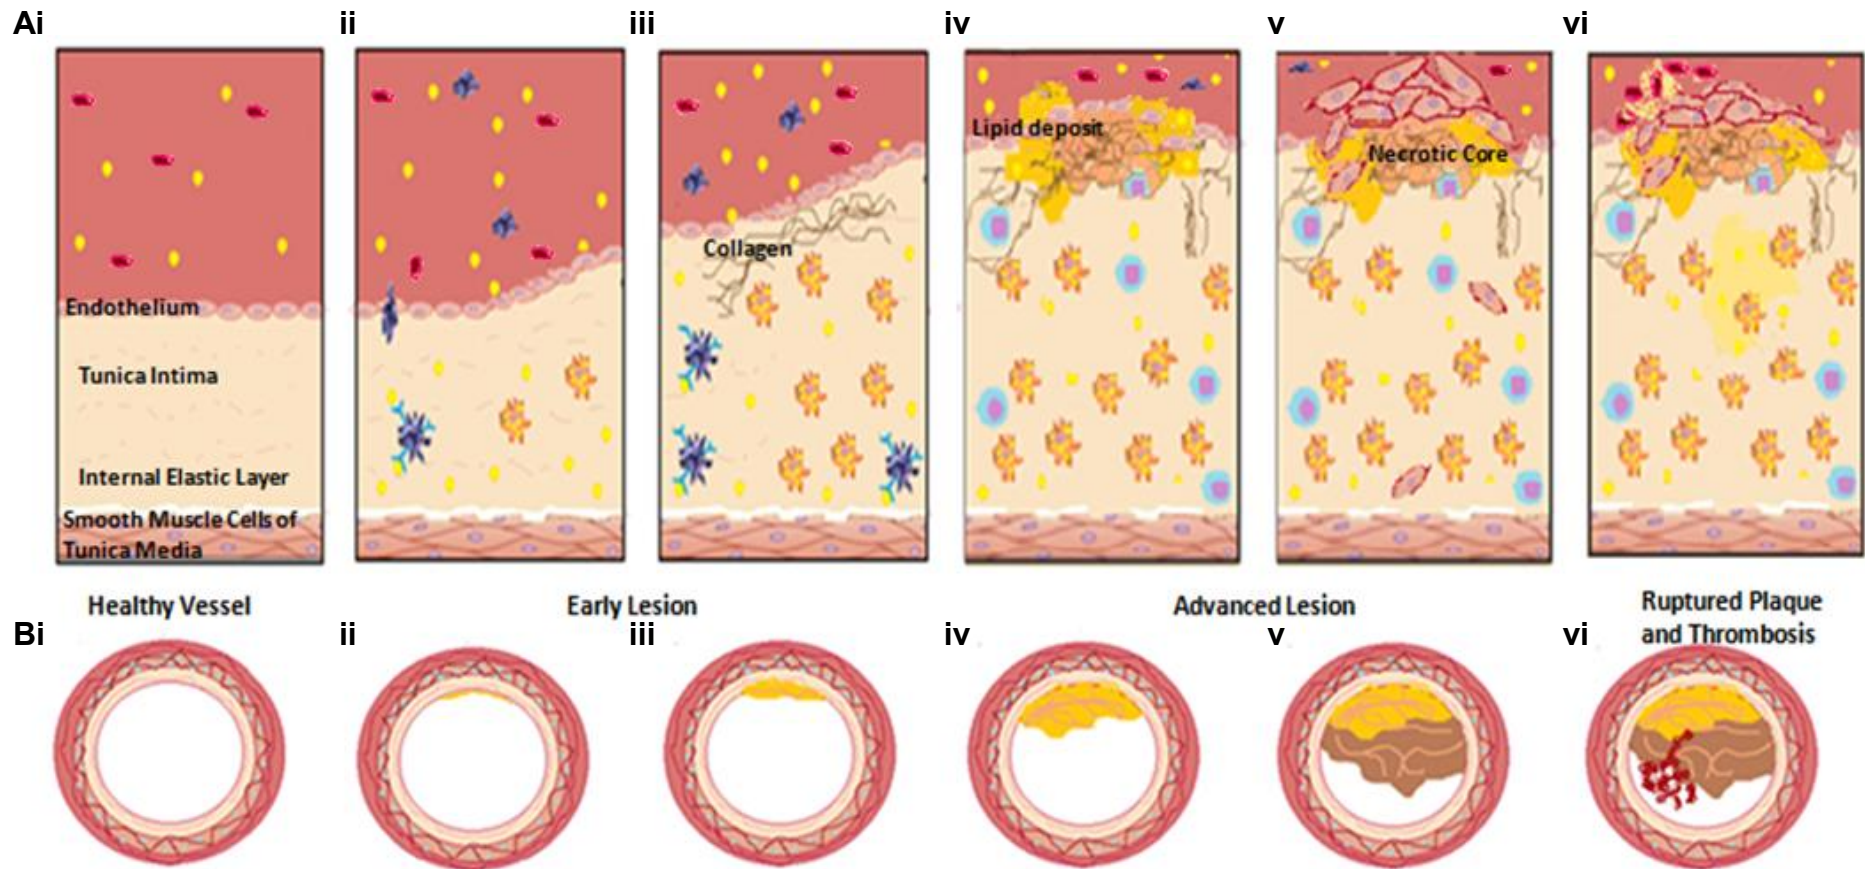 Ai
ii
iii
iv
v
vi
Endothelium
Tunica Intima
Internal Elastic Layer
Smooth Muscle Cells of
Tunica Media
Collagen
Lipid deposit
Necrotic Core
Healthy Vessel
Early Lesion
Advanced Lesion
Ruptured Plaque
and Thrombosis
Bi
ii
iii
iv
v
vi